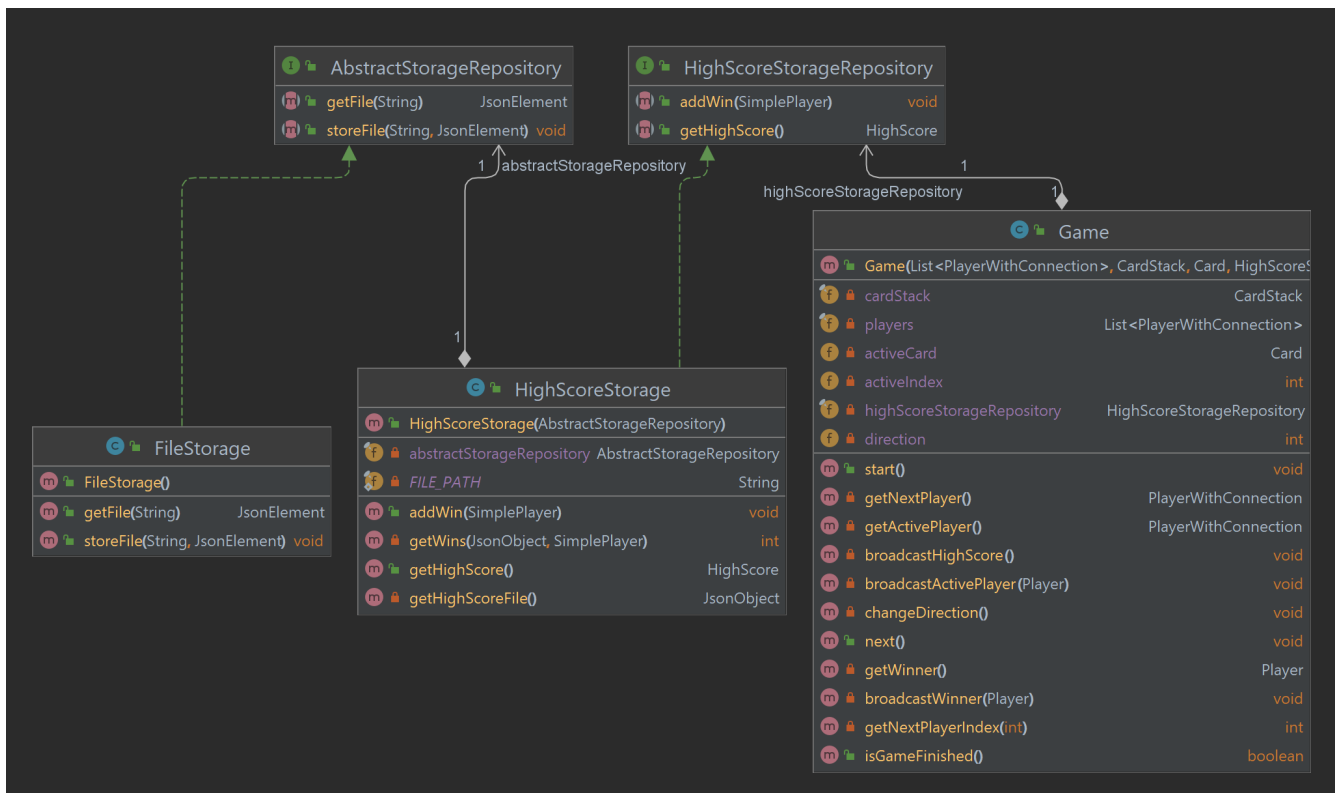 AbstractStorageRepository
getFile(String) JsonElement
storeFile(String, JsonElement) void
HighScoreStorageRepository
addWin(SimplePlayer) void
getHighScore() HighScore
1 abstractStorageRepository
1
highScoreStorageRepository 1
Game
Game(List<PlayerWithConnection>, CardStack, Card, HighScoreS
cardStack CardStack
players List<PlayerWithConnection>
activeCard Card
activeIndex int
highScoreStorageRepository HighScoreStorageRepository
direction int
start() void
getNextPlayer() PlayerWithConnection
getActivePlayer() PlayerWithConnection
broadcastHighScore() void
broadcastActivePlayer(Player) void
changeDirection() void
next() void
getWinner() Player
broadcastWinner(Player) void
getNextPlayerIndex(int) int
isGameFinished() boolean
1
HighScoreStorage
HighScoreStorage(AbstractStorageRepository)
abstractStorageRepository AbstractStorageRepository
FILE_PATH String
addWin(SimplePlayer) void
getWins(JsonObject, SimplePlayer) int
getHighScore() HighScore
getHighScoreFile() JsonObject
FileStorage
FileStorage()
getFile(String) JsonElement
storeFile(String, JsonElement) void